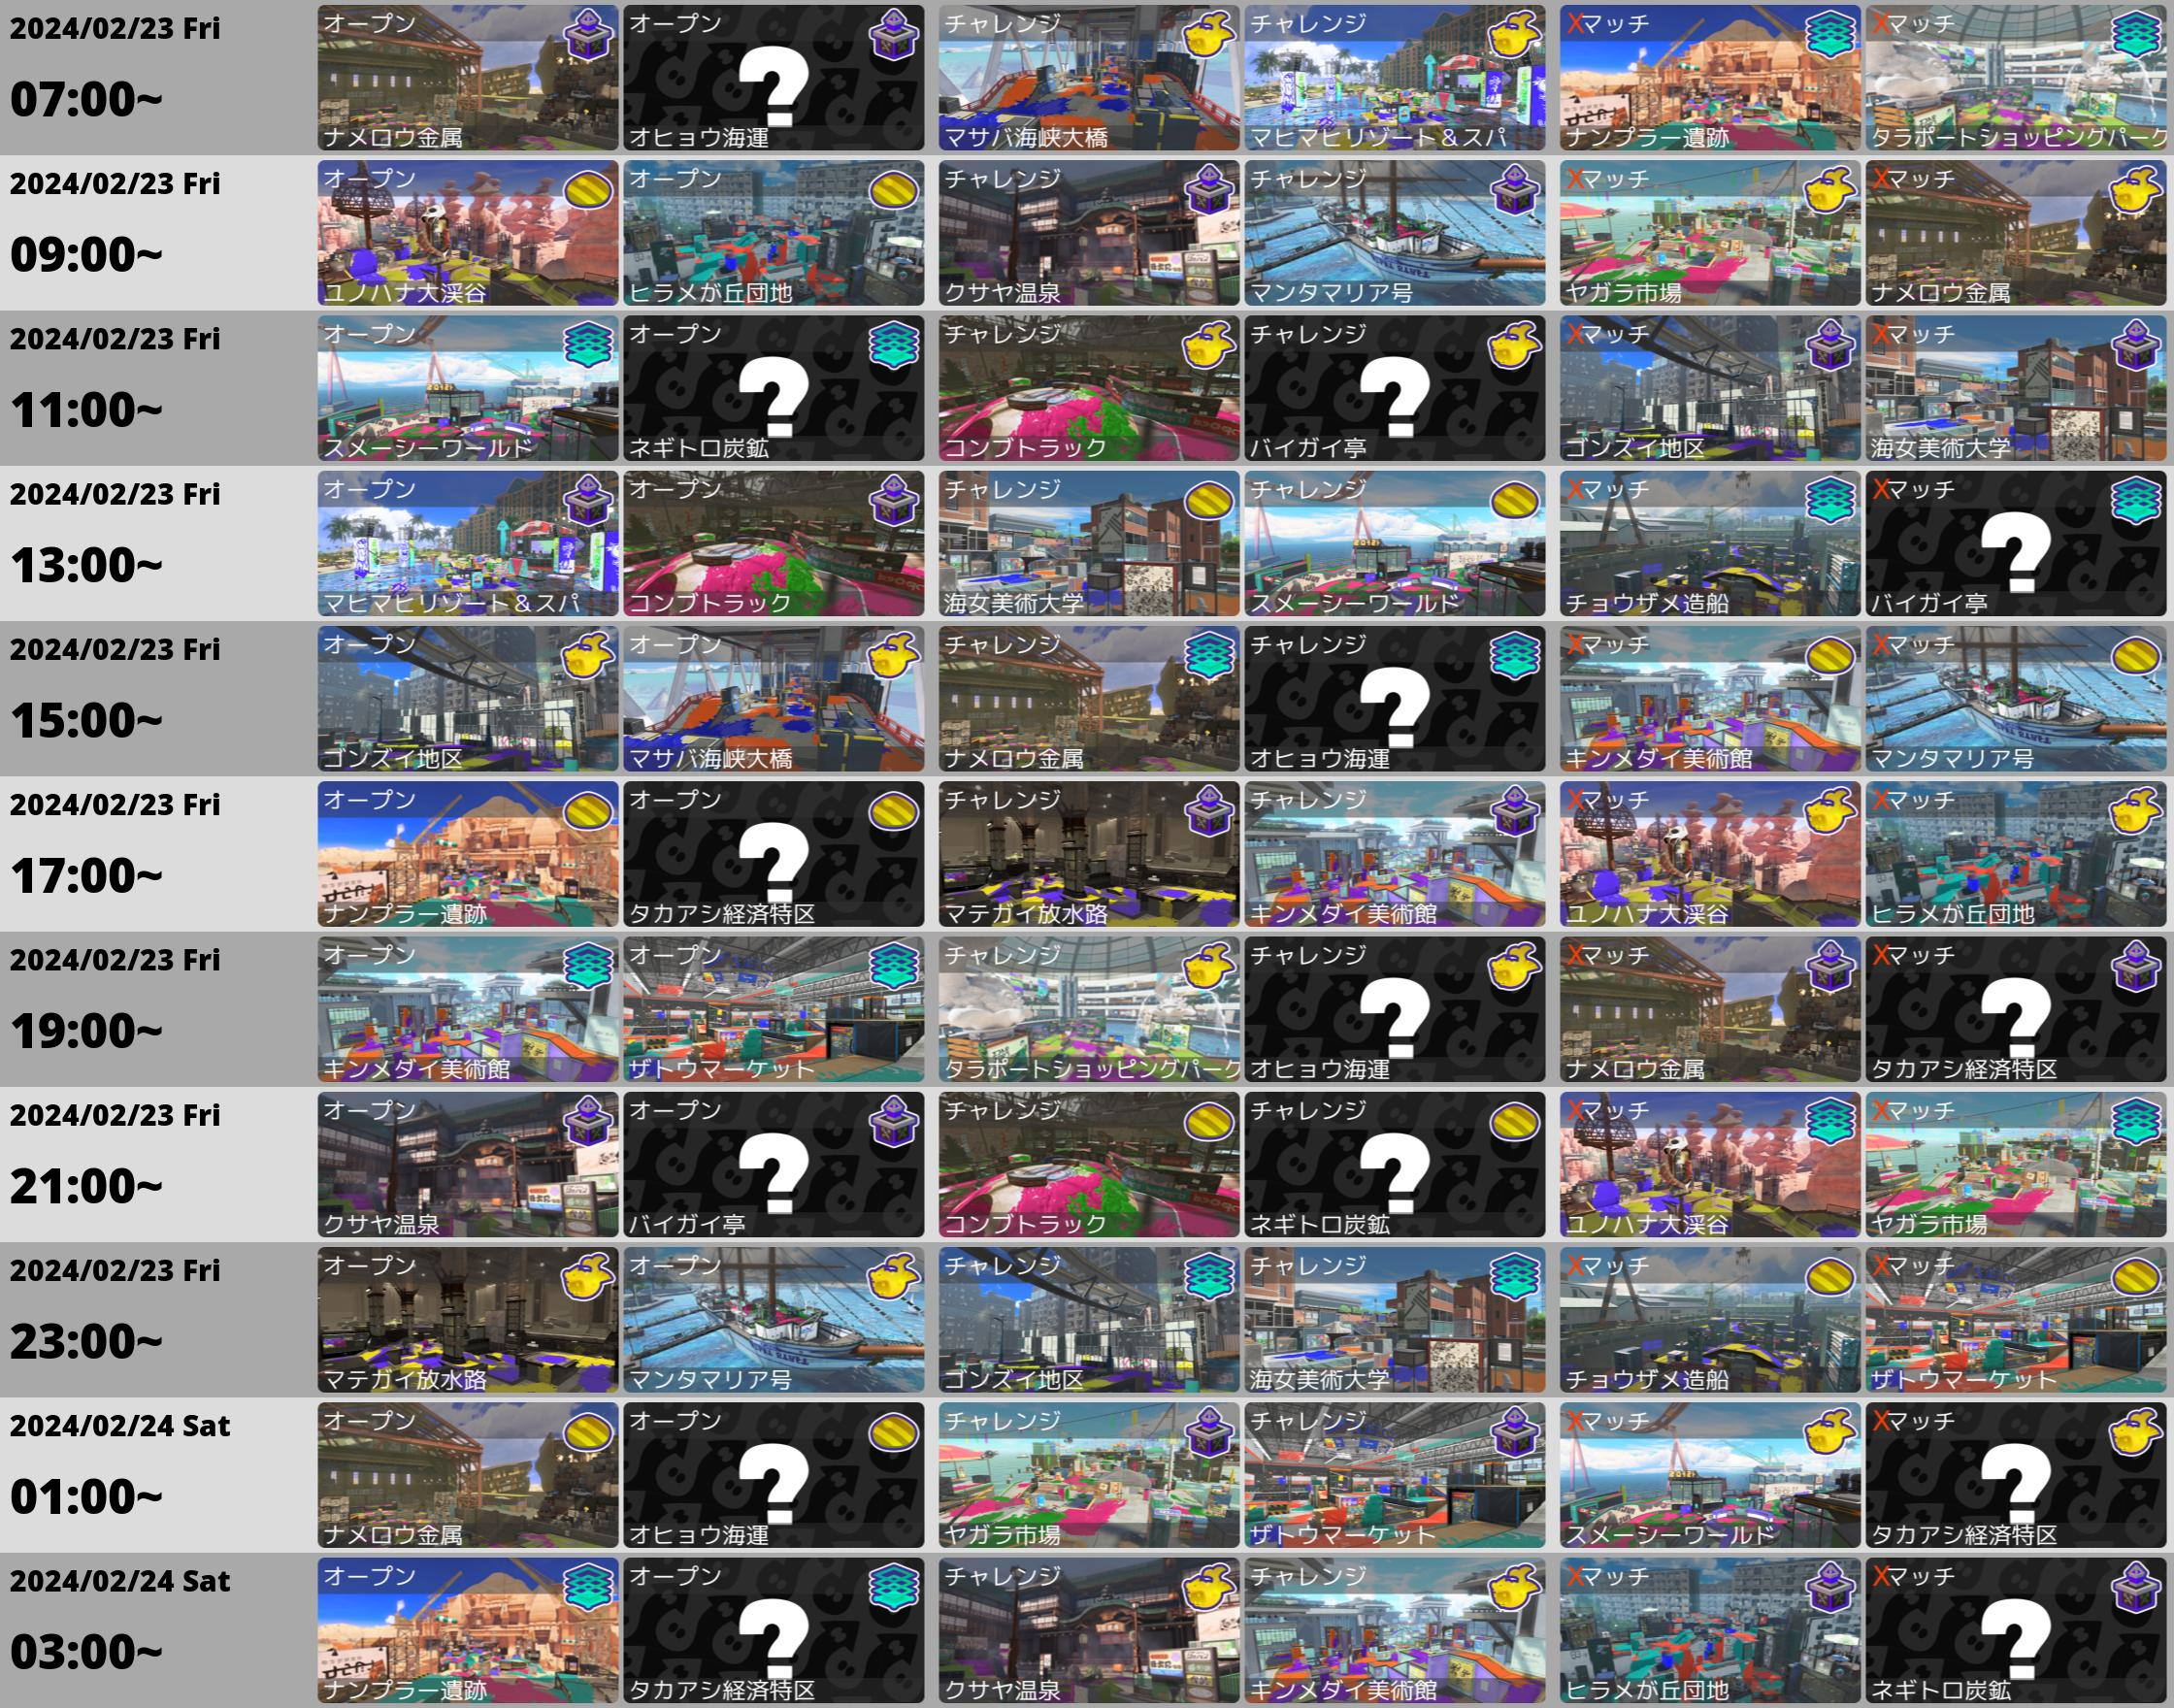 2024/02/23 Fri
07:00~
オープン
ナメロウ金属
オープン
オヒョウ海運
チャレンジ
マサバ海峡大橋
チャレンジ
マヒマヒリゾート＆スパ
Xマッチ
ナンプラー遺跡
Xマッチ
タラポートショッピングパーク
2024/02/23 Fri
09:00~
オープン
ユノハナ大渓谷
オープン
ヒラメが丘団地
チャレンジ
クサヤ温泉
チャレンジ
マンタマリア号
Xマッチ
ヤガラ市場
Xマッチ
ナメロウ金属
2024/02/23 Fri
11:00~
オープン
スメーシーワールド
オープン
ネギトロ炭鉱
チャレンジ
コンブトラック
チャレンジ
バイガイ亭
Xマッチ
ゴンズイ地区
Xマッチ
海女美術大学
2024/02/23 Fri
13:00~
オープン
マヒマヒリゾート＆スパ
オープン
コンブトラック
チャレンジ
海女美術大学
チャレンジ
スメーシーワールド
Xマッチ
チョウザメ造船
Xマッチ
バイガイ亭
2024/02/23 Fri
15:00~
オープン
ゴンズイ地区
オープン
マサバ海峡大橋
チャレンジ
ナメロウ金属
チャレンジ
オヒョウ海運
Xマッチ
キンメダイ美術館
Xマッチ
マンタマリア号
2024/02/23 Fri
17:00~
オープン
ナンプラー遺跡
オープン
タカアシ経済特区
チャレンジ
マテガイ放水路
チャレンジ
キンメダイ美術館
Xマッチ
ユノハナ大渓谷
Xマッチ
ヒラメが丘団地
2024/02/23 Fri
19:00~
オープン
キンメダイ美術館
オープン
ザトウマーケット
チャレンジ
タラポートショッピングパーク
チャレンジ
オヒョウ海運
Xマッチ
ナメロウ金属
Xマッチ
タカアシ経済特区
2024/02/23 Fri
21:00~
オープン
クサヤ温泉
オープン
バイガイ亭
チャレンジ
コンブトラック
チャレンジ
ネギトロ炭鉱
Xマッチ
ユノハナ大渓谷
Xマッチ
ヤガラ市場
2024/02/23 Fri
23:00~
オープン
マテガイ放水路
オープン
マンタマリア号
チャレンジ
ゴンズイ地区
チャレンジ
海女美術大学
Xマッチ
チョウザメ造船
Xマッチ
ザトウマーケット
2024/02/24 Sat
01:00~
オープン
ナメロウ金属
オープン
オヒョウ海運
チャレンジ
ヤガラ市場
チャレンジ
ザトウマーケット
Xマッチ
スメーシーワールド
Xマッチ
タカアシ経済特区
2024/02/24 Sat
03:00~
オープン
ナンプラー遺跡
オープン
タカアシ経済特区
チャレンジ
クサヤ温泉
チャレンジ
キンメダイ美術館
Xマッチ
ヒラメが丘団地
Xマッチ
ネギトロ炭鉱